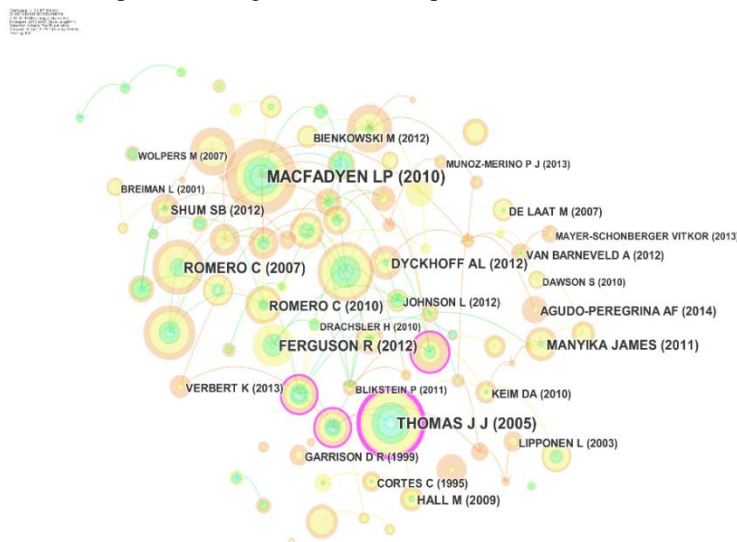 BIENKOWSKI M (2012)
WOLPERS M (2007)
MUNOZ-MERINO P J (2013)
MACFADYEN LP (2010)
BREIMAN L (2001)
SHUM SB (2012)
DE LAAT M (2007)
MAYER-SCHONBERGER VITKOR (2013)
VAN BARNEVELD A (2012)
DYCKHOFF AL (2012)
ROMERO C (2007)
DAWSON S (2010)
JOHNSON L (2012)
ROMERO C (2010)
AGUDO-PEREGRINA AF (2014)
DRACHSLER H (2010)
FERGUSON R (2012)
MANYIKA JAMES (2011)
VERBERT K (2013)
BLIKSTEIN P (2011)
KEIM DA (2010)
THOMAS J J (2005)
LIPPONEN L (2003)
GARRISON D R (1999)
CORTES C (1995)
HALL M (2009)